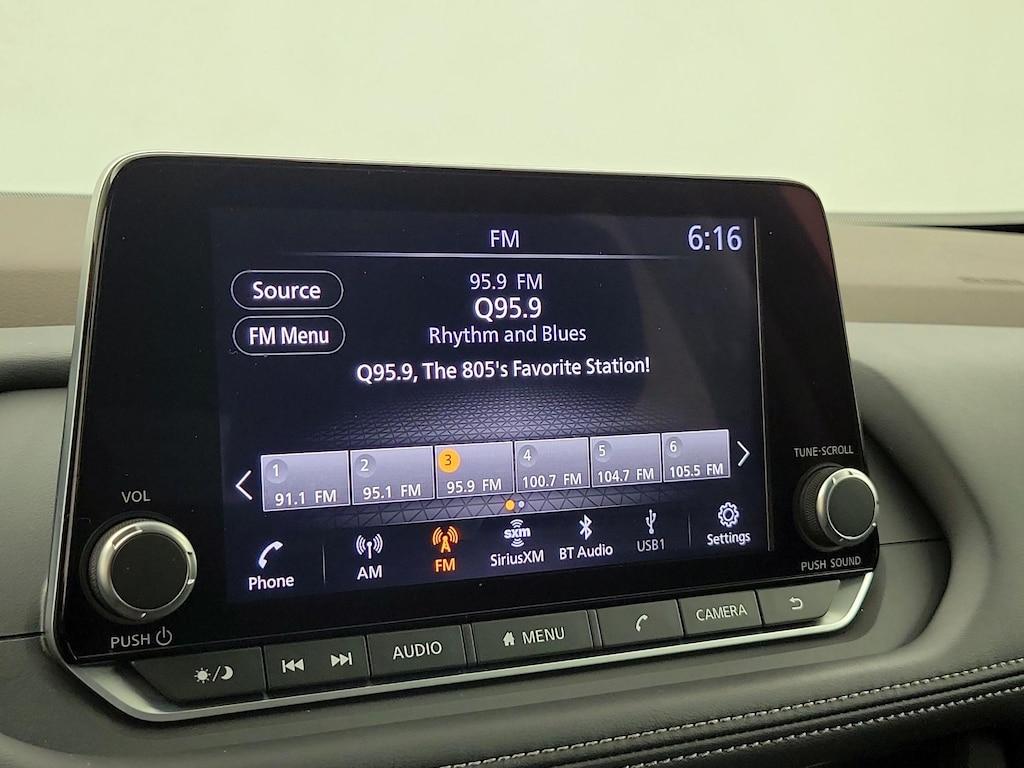 FM
6:16
Source
95.9 FM
Q95.9
FM Menu
Rhythm and Blues
Q95.9, The 805's Favorite Station!
1
91.1 FM
2
95.1 FM
3
95.9 FM
4
100.7 FM
5
104.7 FM
6
105.5 FM
Phone
AM
FM
sxm
SiriusXM
BT Audio
USB1
Settings
VOL
PUSH
TUNE·SCROLL
PUSH SOUND
AUDIO
MENU
CAMERA